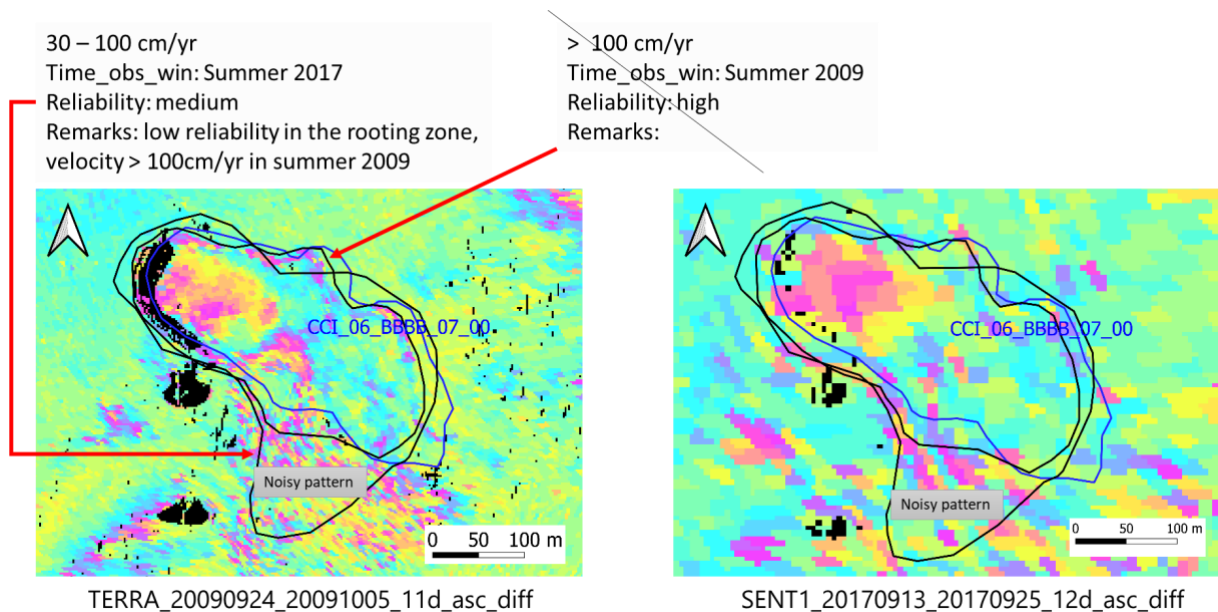 30 – 100 cm/yr
Time_obs_win: Summer 2017
Reliability: medium
Remarks: low reliability in the rooting zone,
velocity > 100cm/yr in summer 2009
> 100 cm/yr
Time_obs_win: Summer 2009
Reliability: high
Remarks:
CCI_06_BBBB_07_00
Noisy pattern
0 50 100 m
TERRA_20090924_20091005_11d_asc_diff
CCI_06_BBBB_07_00
Noisy pattern
0 50 100 m
SENT1_20170913_20170925_12d_asc_diff